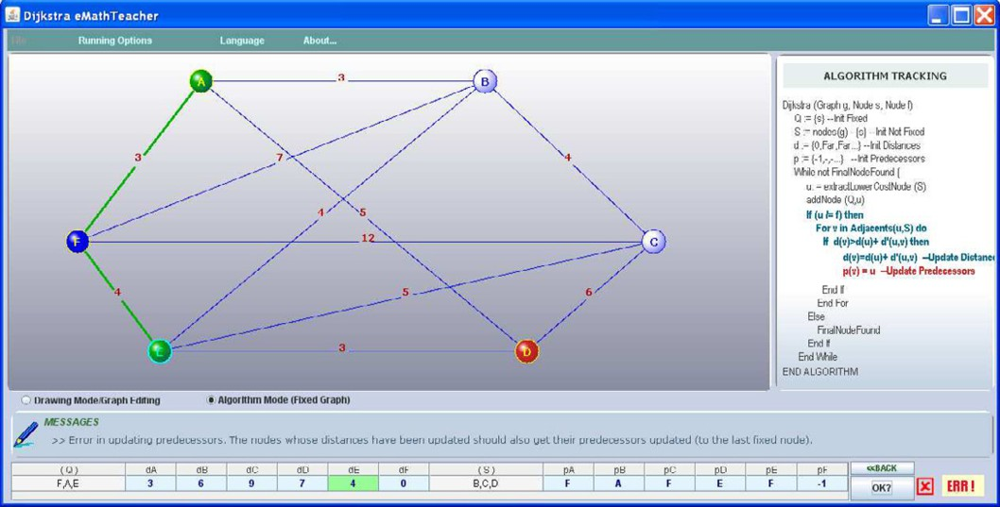 Dijkstra eMathTeacher
File Running Options Language About...
A 3 B
3 7 4
4 5
F 12 C
4 5 6
E 3 D
ALGORITHM TRACKING
Dijkstra (Graph g, Node s, Node f)
Q := {s} --Init Fixed
S := nodes(g) - {s} --Init Not Fixed
d := {0,Far,Far...} --Init Distances
p := {-1,-,-...} --Init Predecessors
While not FinalNodeFound {
u. = extractLowerCostNode (S)
addNode (Q,u)
If (u != f) then
For v in Adjacents(u,S) do
If d(v)>d(u)+ d'(u,v) then
d(v)=d(u)+ d'(u,v) --Update Distanc
p(v) = u --Update Predecessors
End If
End For
Else
FinalNodeFound
End If
End While
END ALGORITHM
Drawing Mode/Graph Editing Algorithm Mode (Fixed Graph)
MESSAGES
>> Error in updating predecessors. The nodes whose distances have been updated should also get their predecessors updated (to the last fixed node).
( Q ) dA dB dC dD dE dF ( S ) pA pB pC pD pE pF <<BACK
F,A,E 3 6 9 7 4 0 B,C,D F A F E F -1 OK? ERR !